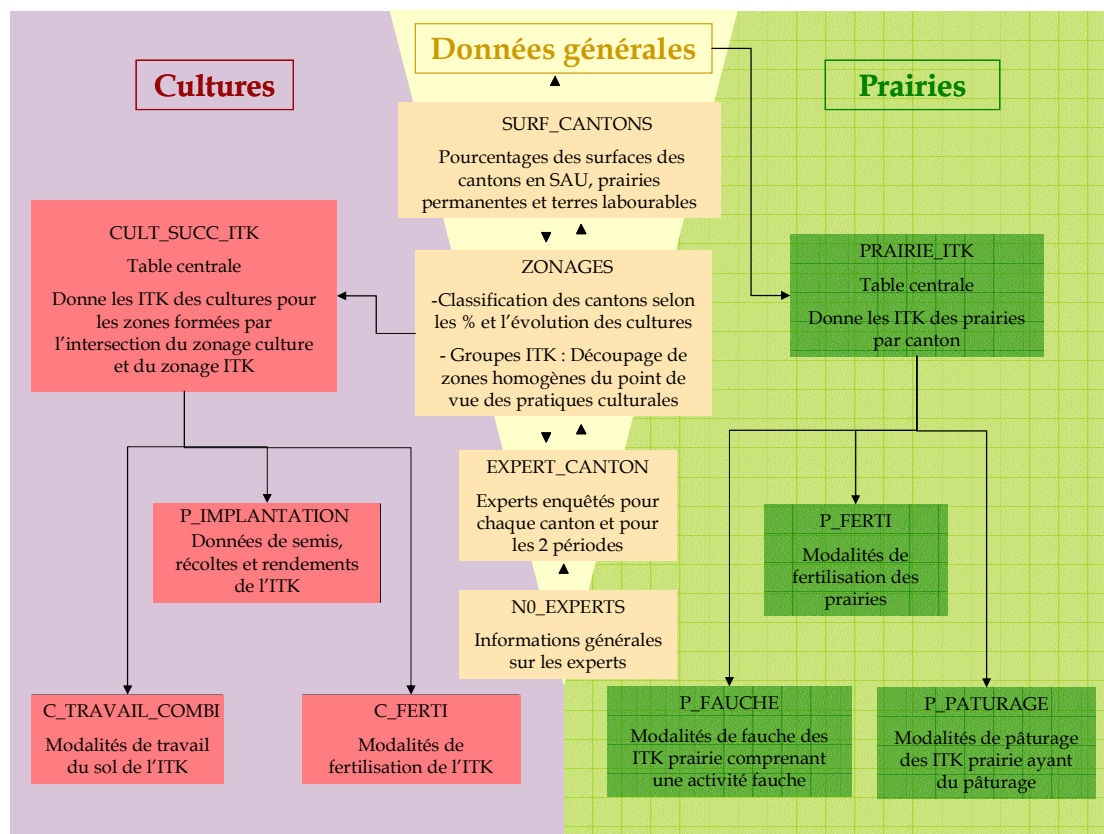 Données générales
Cultures
Prairies
SURF_CANTONS
Pourcentages des surfaces des
cantons en SAU, prairies
permanentes et terres labourables
CULT_SUCC_ITK
Table centrale
Donne les ITK des cultures pour
les zones formées par
l'intersection du zonage culture
et du zonage ITK
ZONAGES
-Classification des cantons selon
les % et l'évolution des cultures
- Groupes ITK : Découpage de
zones homogènes du point de
vue des pratiques culturales
PRAIRIE_ITK
Table centrale
Donne les ITK des prairies
par canton
EXPERT_CANTON
Experts enquêtés pour
chaque canton et pour
les 2 périodes
P_IMPLANTATION
Données de semis,
récoltes et rendements
de l'ITK
P_FERTI
Modalités de
fertilisation des
prairies
N0_EXPERTS
Informations générales
sur les experts
C_TRAVAIL_COMBI
Modalités de travail
du sol de l'ITK
C_FERTI
Modalités de
fertilisation de l'ITK
P_FAUCHE
Modalités de fauche des
ITK prairie comprenant
une activité fauche
P_PATURAGE
Modalités de pâturage
des ITK prairie ayant
du pâturage